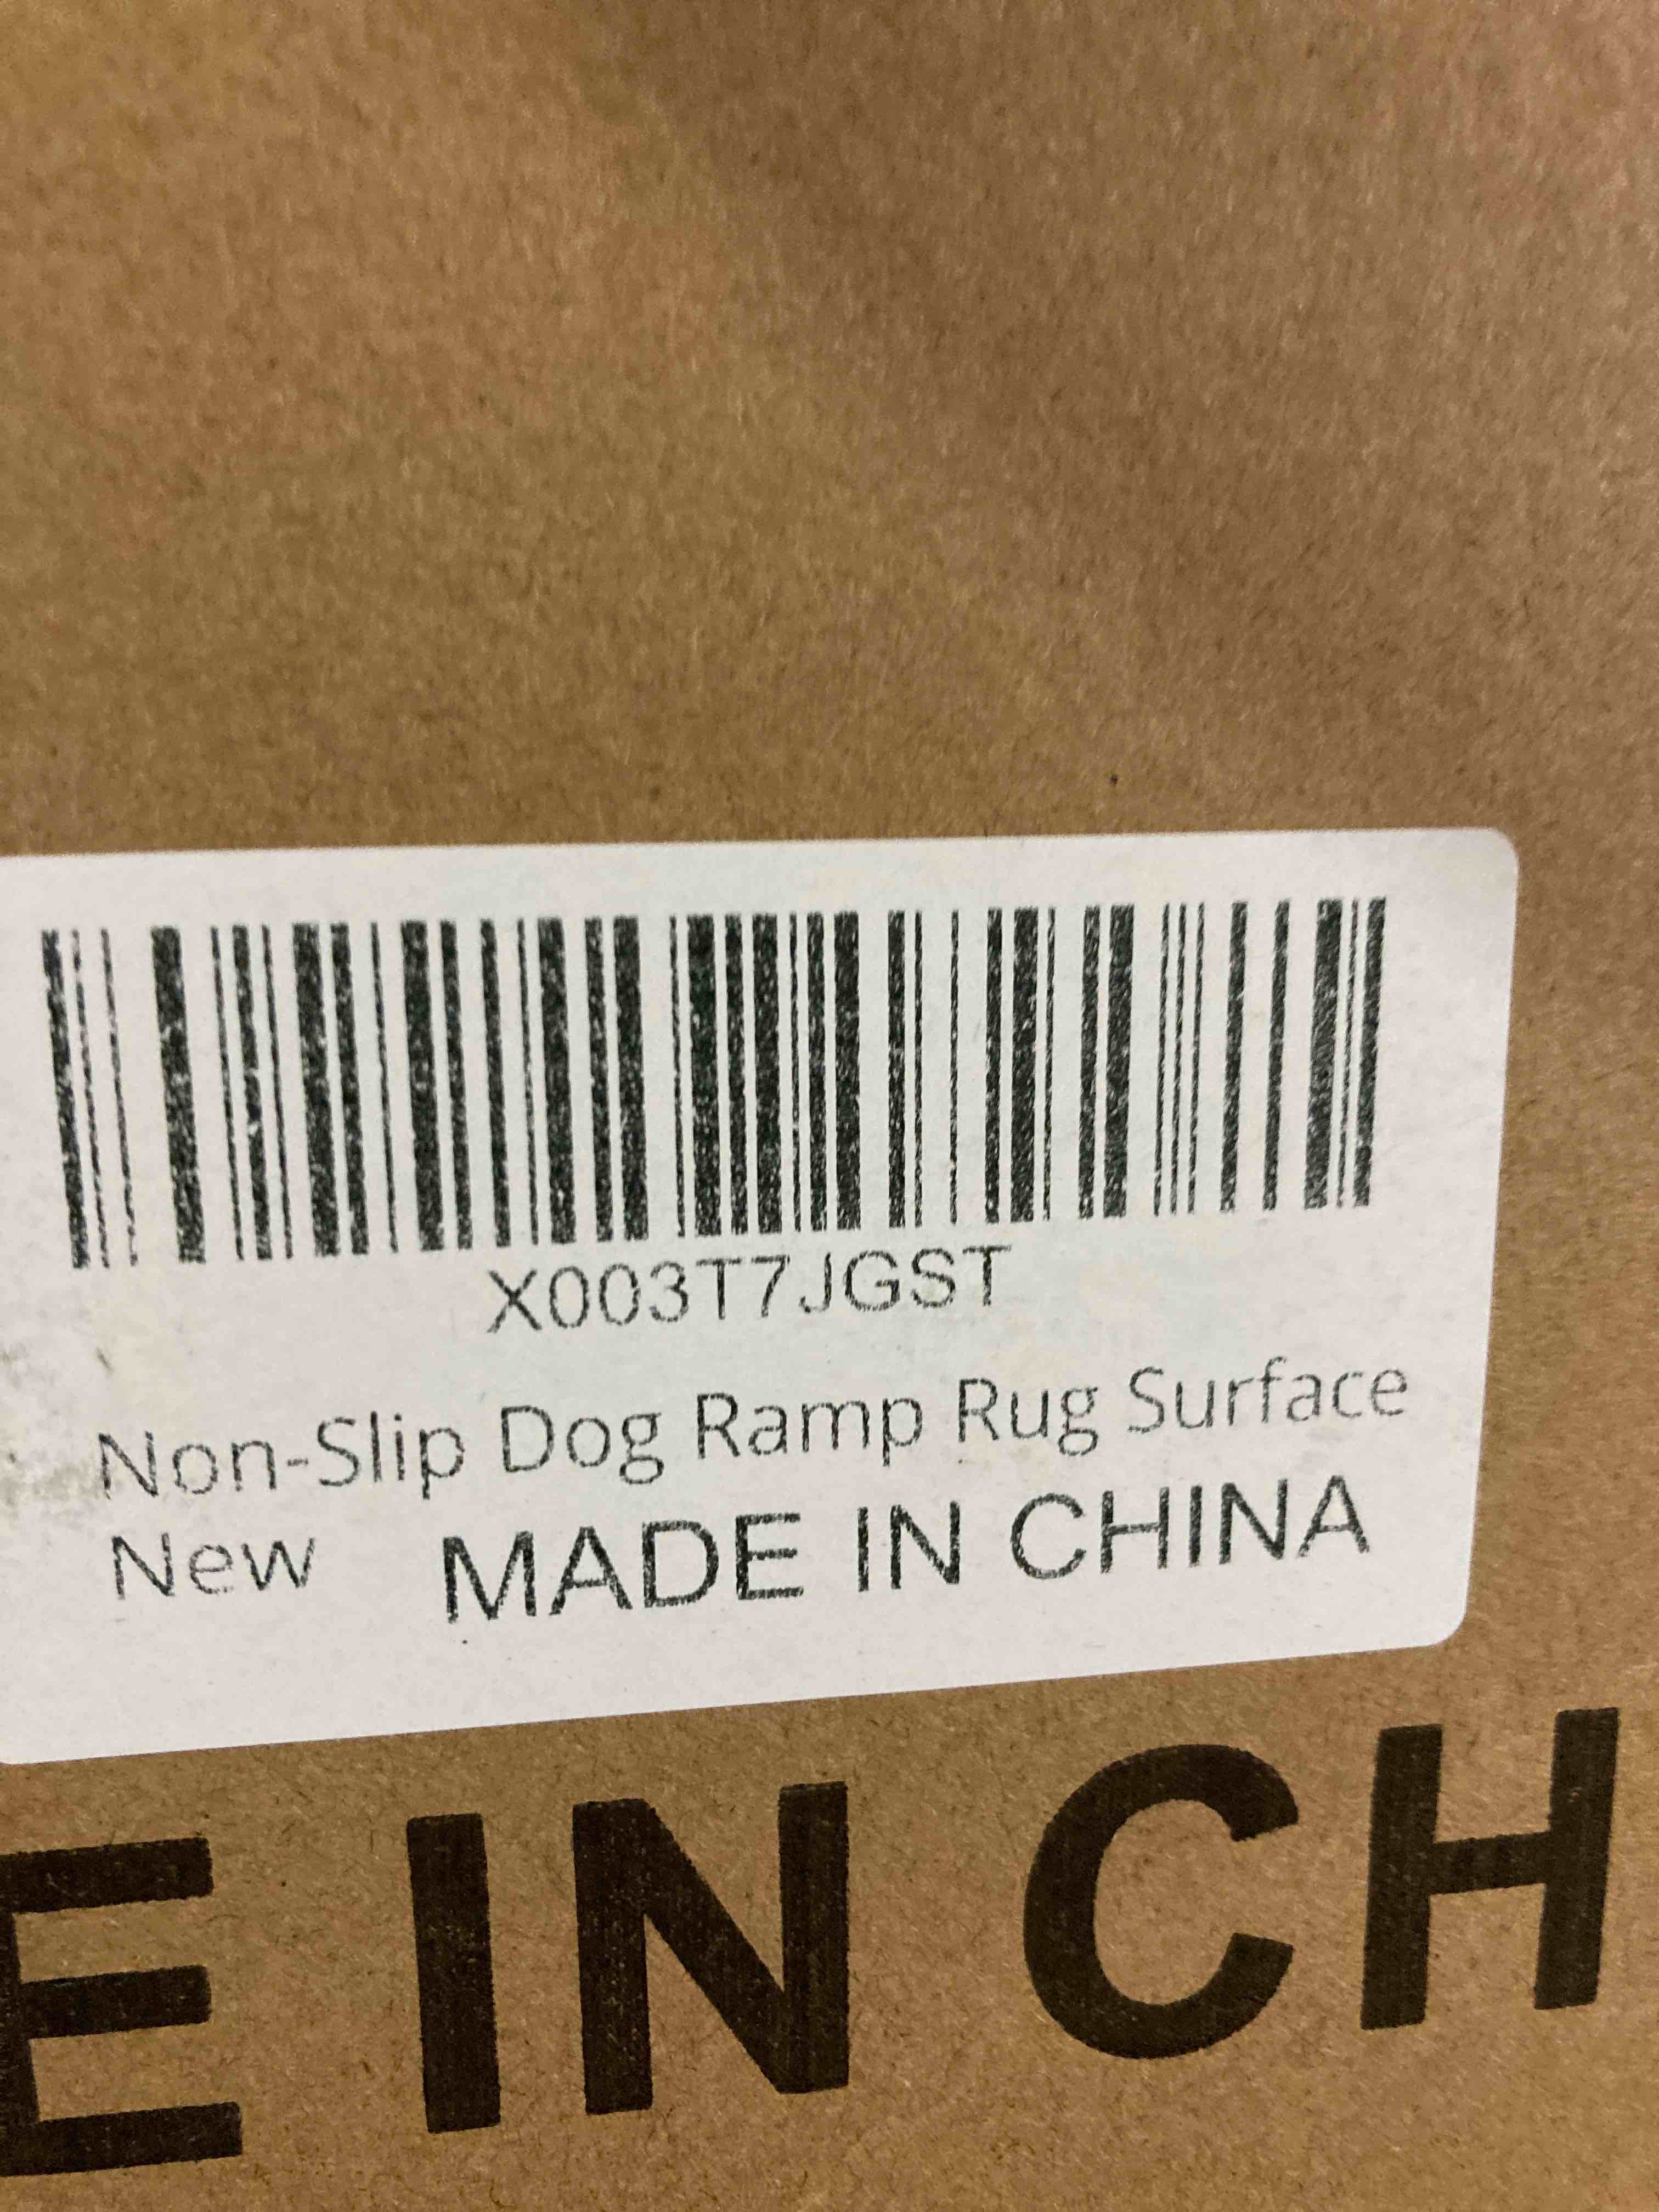 X003T7JGST
Non-Slip Dog Ramp Rug Surface
New MADE IN CHINA
E IN CH